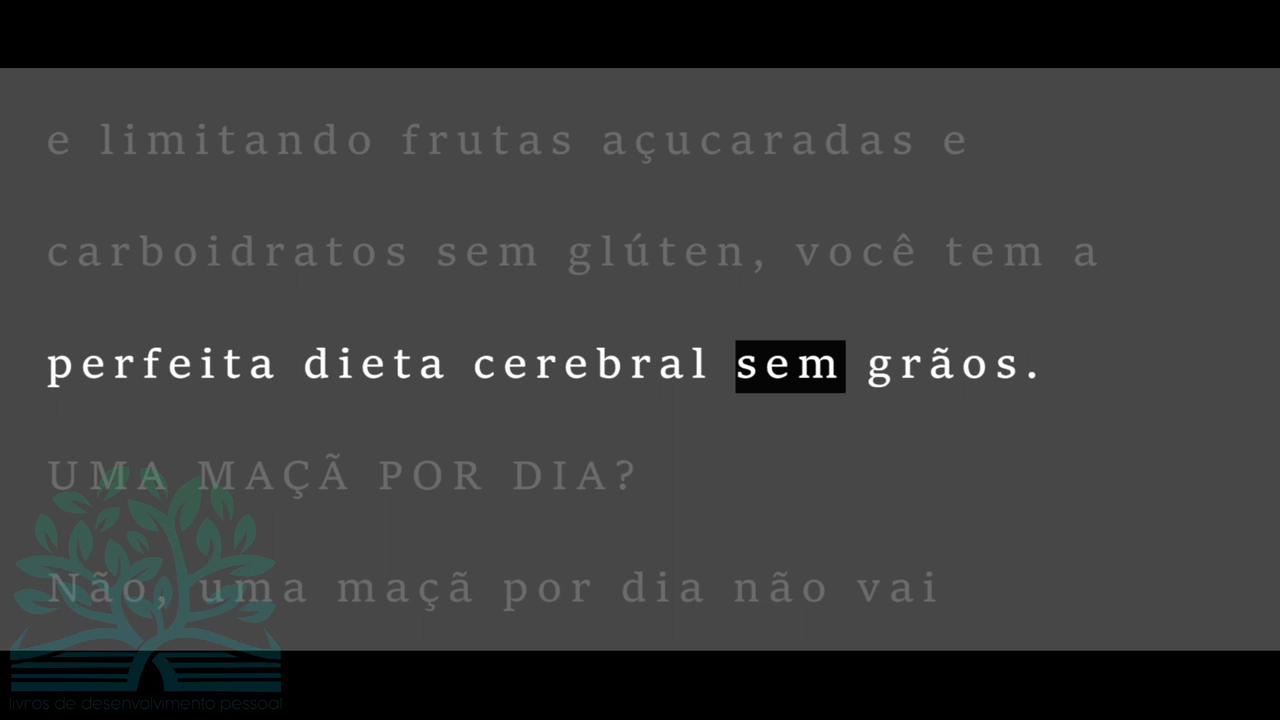 e limitando frutas açucaradas e
carboidratos sem glúten, você tem a
perfeita dieta cerebral sem grãos.
UMA MAÇÃ POR DIA?
Não, uma maçã por dia não vai
livros de desenvolvimento pessoal